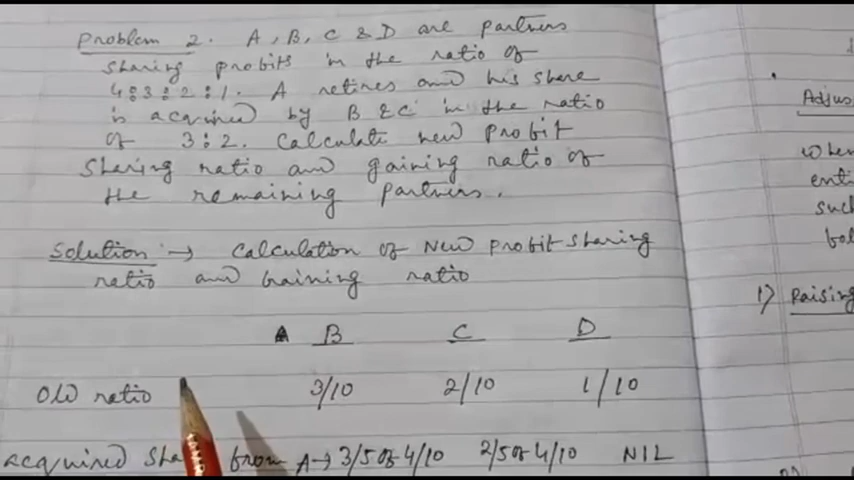 Problem 2. A, B, C & D are partners
sharing profits in the ratio of
4:3:2:1. A retires and his share
is acquired by B & C in the ratio
of 3:2. Calculate new Profit
Sharing ratio and gaining ratio of
the remaining partners.
Solution → Calculation of New profit sharing
ratio and Gaining ratio
A B C D
Old ratio 3/10 2/10 1/10
acquired from A→ 3/5 of 4/10 2/5 of 4/10 NIL
Adjus
when
enti
such
bal
1) Raising